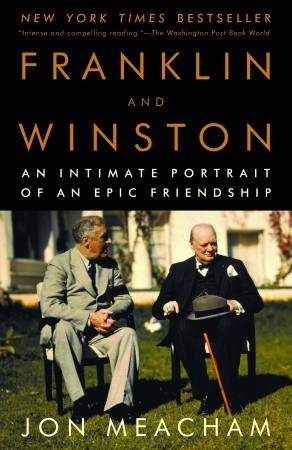 NEW YORK TIMES BESTSELLER
"Intense and compelling reading."—The Washington Post Book World
FRANKLIN
AND
WINSTON
AN INTIMATE PORTRAIT
OF AN EPIC FRIENDSHIP
JON MEACHAM